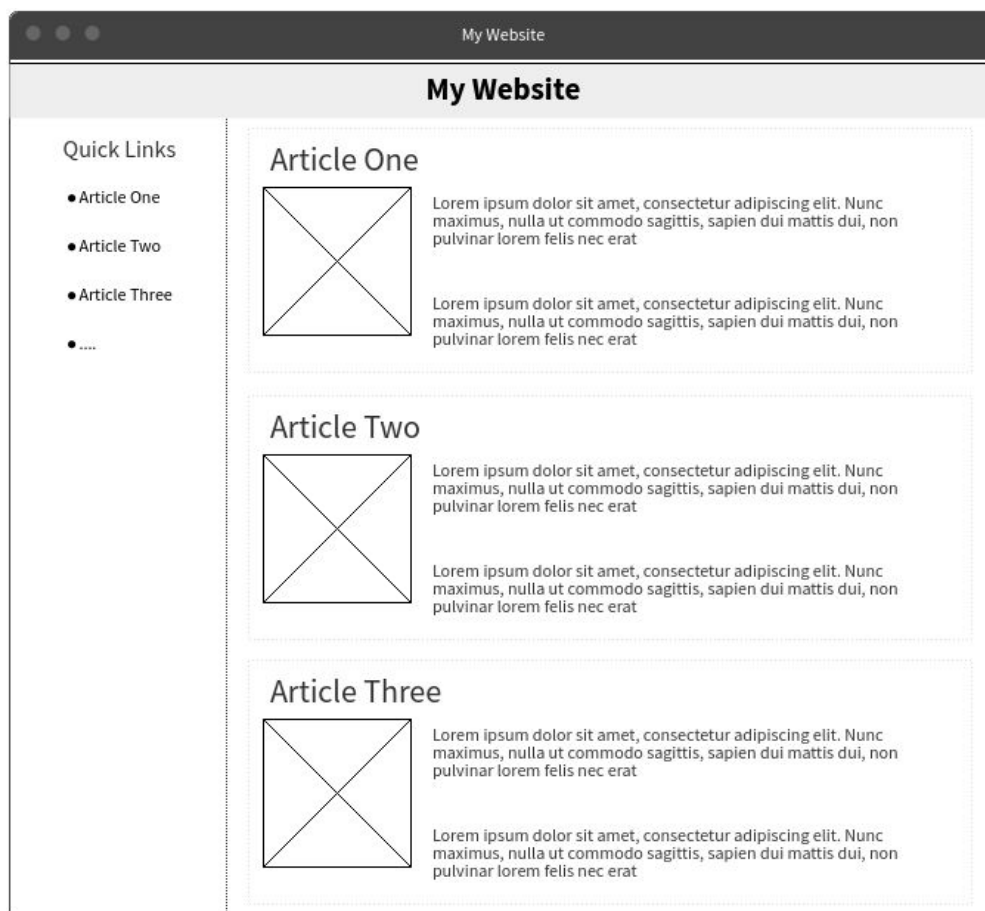 My Website
My Website
Quick Links
Article One
Article Two
Article Three
....
Article One
Lorem ipsum dolor sit amet, consectetur adipiscing elit. Nunc
maximus, nulla ut commodo sagittis, sapien dui mattis dui, non
pulvinar lorem felis nec erat
Lorem ipsum dolor sit amet, consectetur adipiscing elit. Nunc
maximus, nulla ut commodo sagittis, sapien dui mattis dui, non
pulvinar lorem felis nec erat
Article Two
Lorem ipsum dolor sit amet, consectetur adipiscing elit. Nunc
maximus, nulla ut commodo sagittis, sapien dui mattis dui, non
pulvinar lorem felis nec erat
Lorem ipsum dolor sit amet, consectetur adipiscing elit. Nunc
maximus, nulla ut commodo sagittis, sapien dui mattis dui, non
pulvinar lorem felis nec erat
Article Three
Lorem ipsum dolor sit amet, consectetur adipiscing elit. Nunc
maximus, nulla ut commodo sagittis, sapien dui mattis dui, non
pulvinar lorem felis nec erat
Lorem ipsum dolor sit amet, consectetur adipiscing elit. Nunc
maximus, nulla ut commodo sagittis, sapien dui mattis dui, non
pulvinar lorem felis nec erat